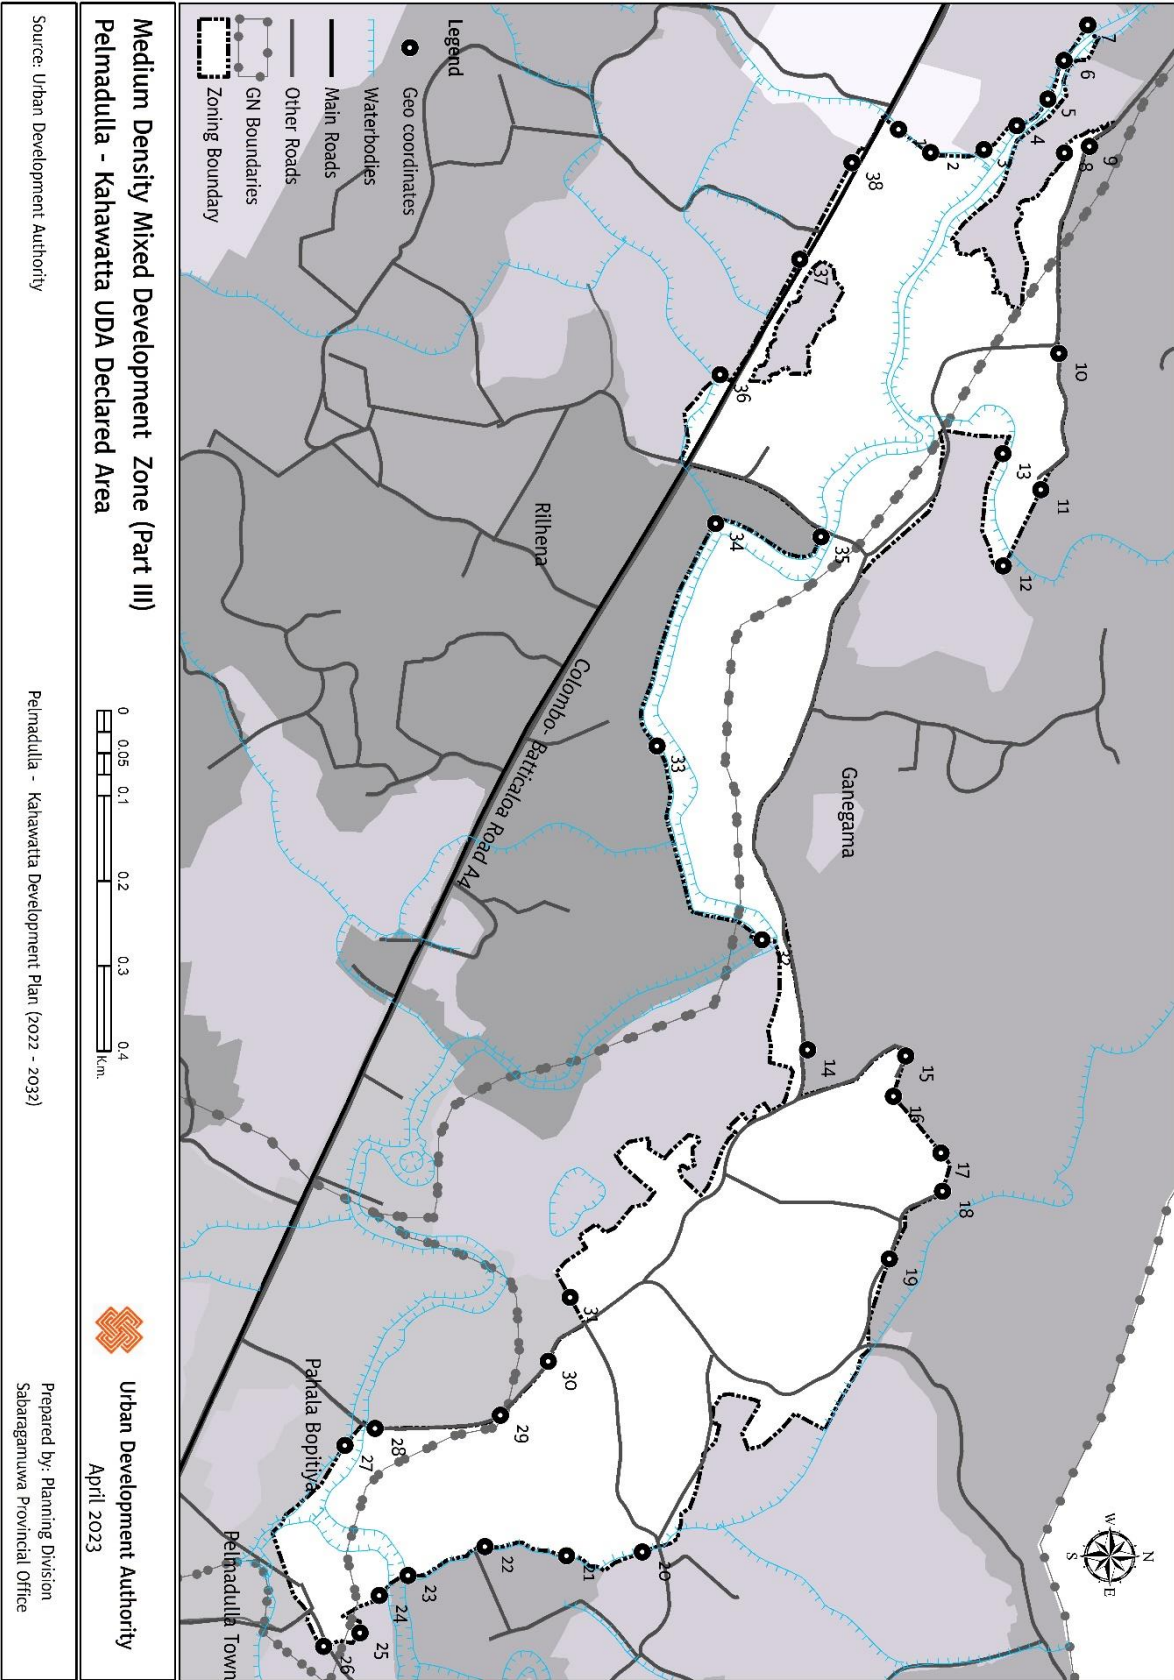 7
6
5
4
9
8
3
2
38
37
36
10
13
11
12
34
35
33
32
14
15
16
17
18
19
31
30
29
28
27
20
21
22
23
24
25
26
Rilhena
Ganegama
Colombo- Batticaloa Road A4
Pahala Bopitiya
Pelmadulla Town
N
W
E
S
Legend
Geo coordinates
Waterbodies
Main Roads
Other Roads
GN Boundaries
Zoning Boundary
Medium Density Mixed Development Zone (Part III)
Pelmadulla - Kahawatta UDA Declared Area
0 0.05 0.1 0.2 0.3 0.4
K.m.
Urban Development Authority
April 2023
Source: Urban Development Authority
Pelmadulla - Kahawatta Development Plan (2022 - 2032)
Prepared by: Planning Division
Sabaragamuwa Provincial Office